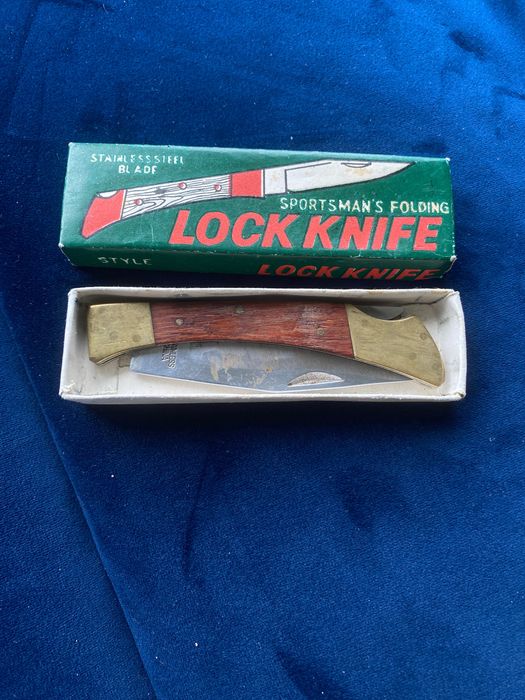 STAINLESS STEEL
BLADE
SPORTSMAN'S FOLDING
LOCK KNIFE
STYLE
LOCK KNIFE